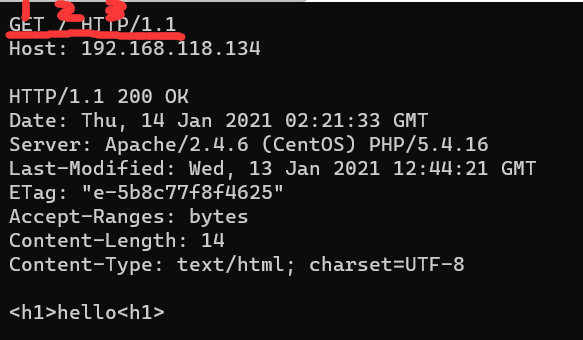 1 2 3
GET / HTTP/1.1
Host: 192.168.118.134
HTTP/1.1 200 OK
Date: Thu, 14 Jan 2021 02:21:33 GMT
Server: Apache/2.4.6 (CentOS) PHP/5.4.16
Last-Modified: Wed, 13 Jan 2021 12:44:21 GMT
ETag: "e-5b8c77f8f4625"
Accept-Ranges: bytes
Content-Length: 14
Content-Type: text/html; charset=UTF-8
<h1>hello<h1>